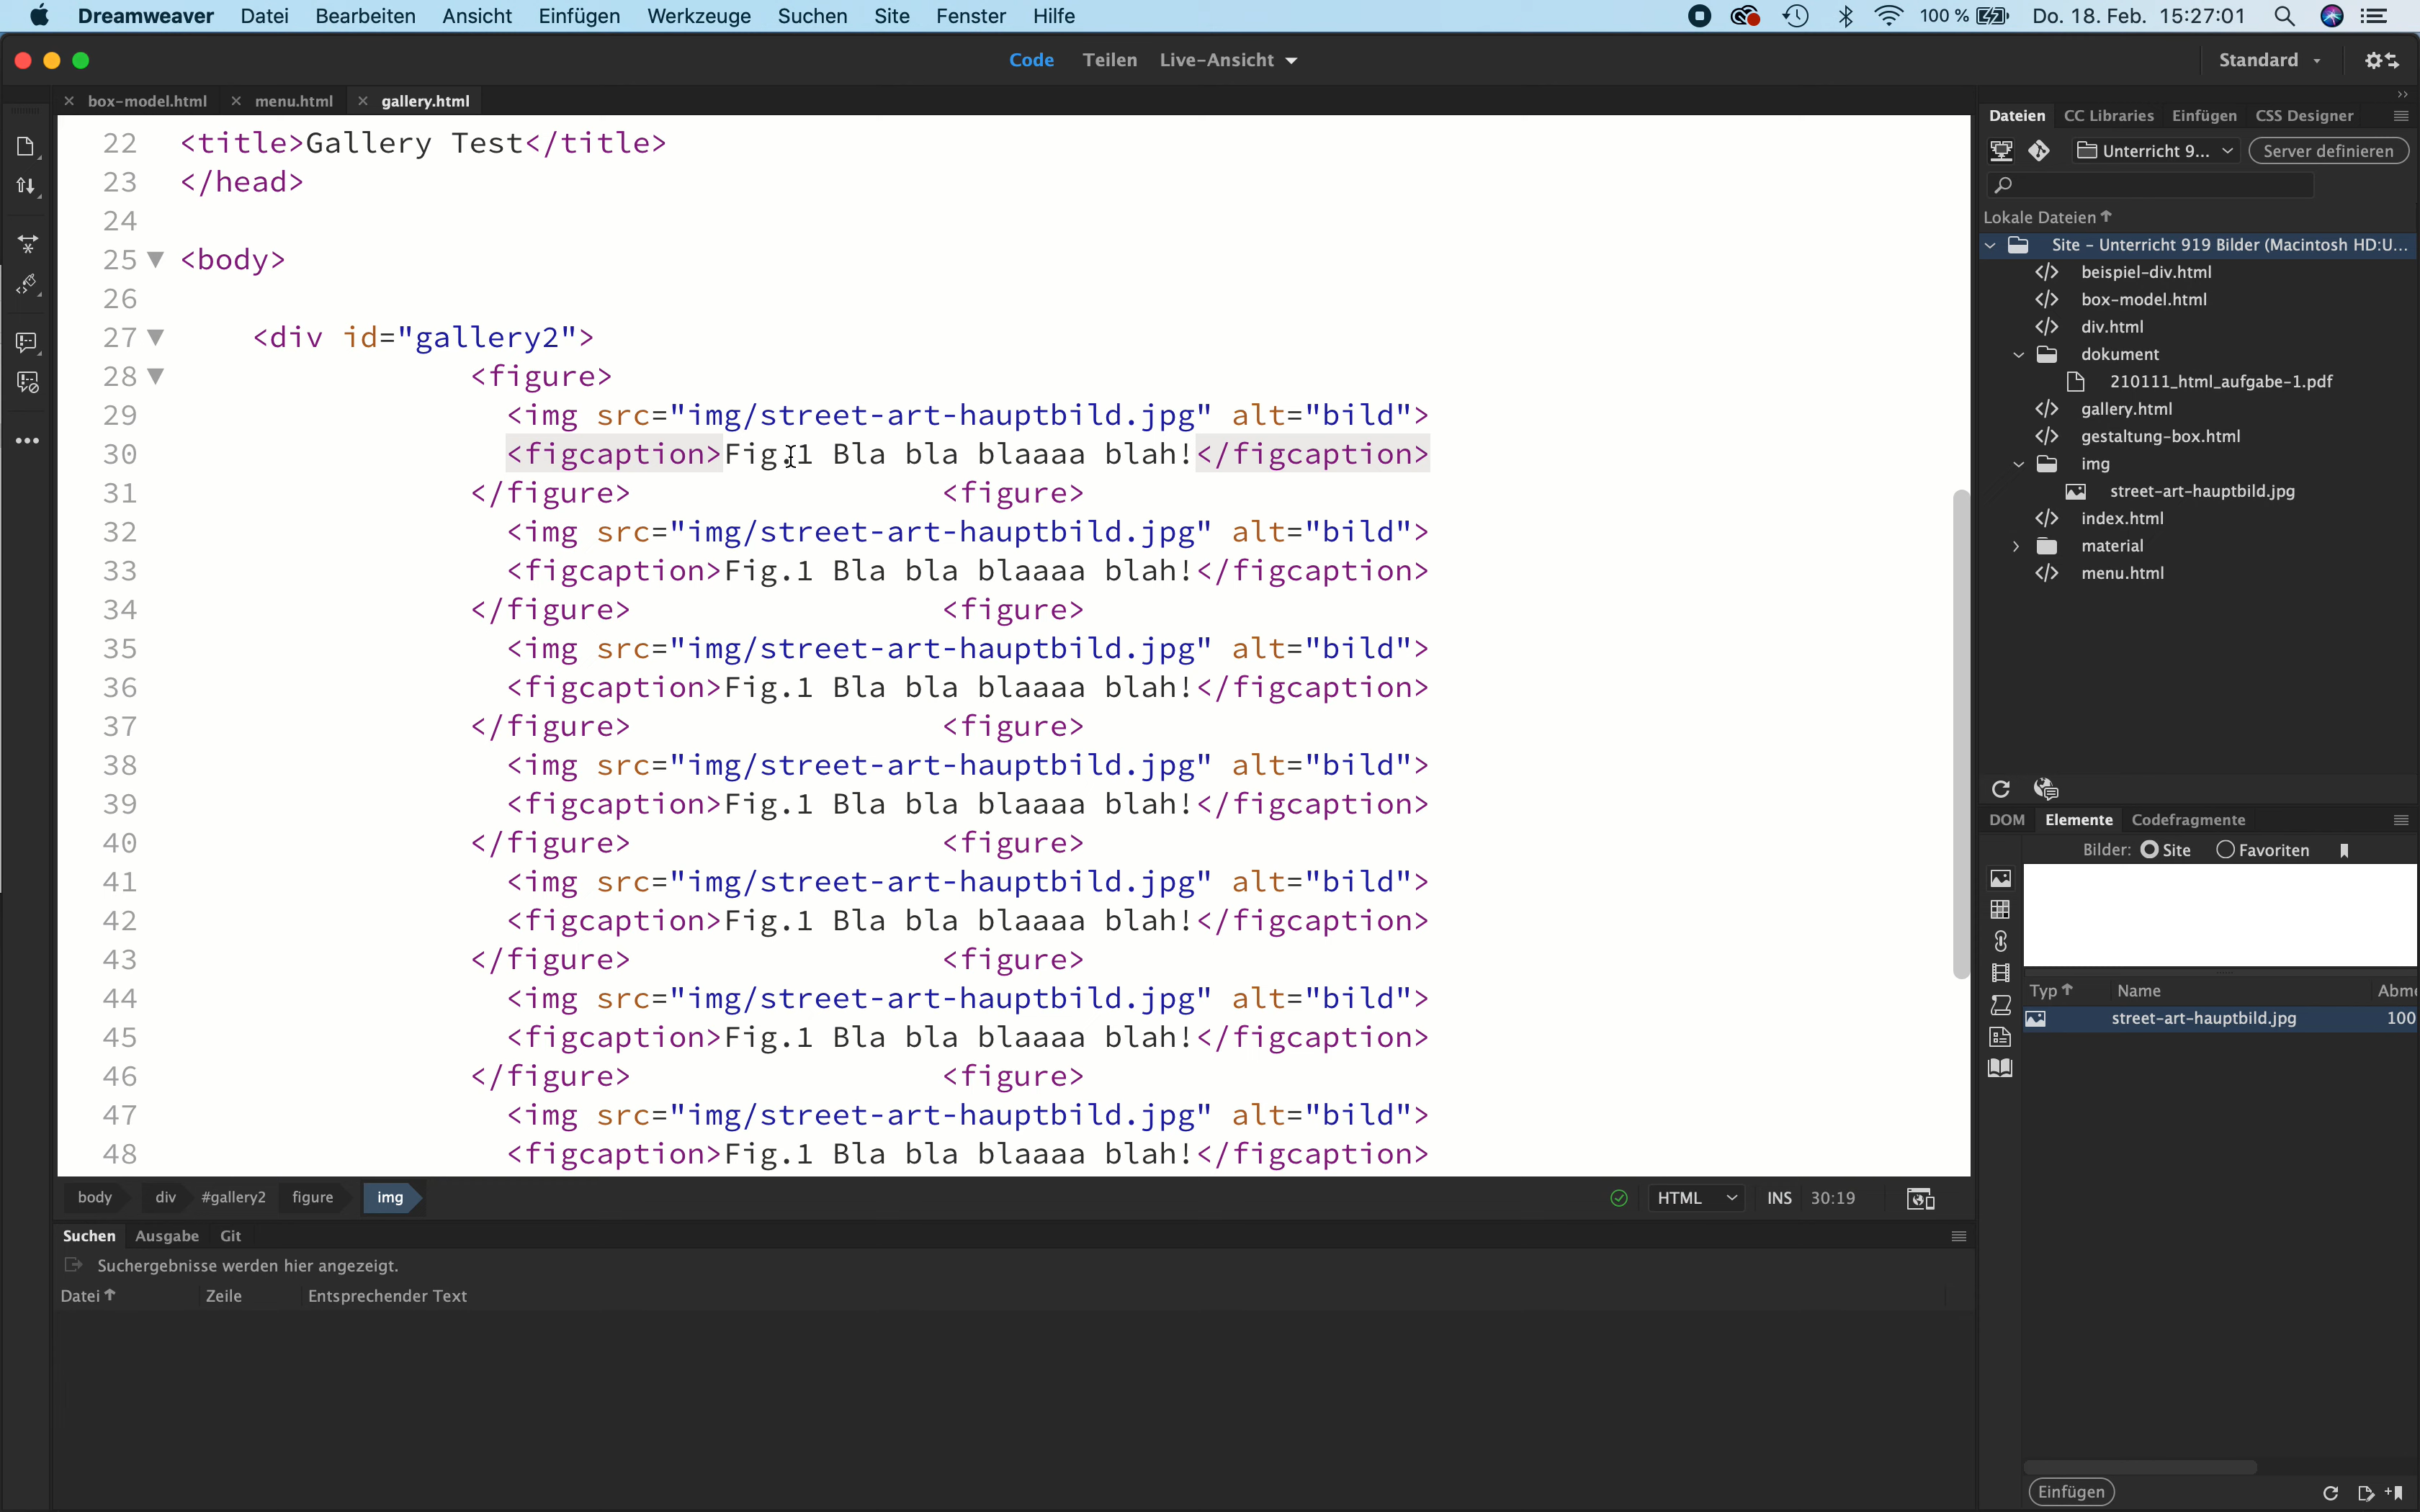 Dreamweaver Datei Bearbeiten Ansicht Einfügen Werkzeuge Suchen Site Fenster Hilfe 100 % Do. 18. Feb. 15:27:01
Code Teilen Live-Ansicht Standard
box-model.html menu.html gallery.html
22 <title>Gallery Test</title>
23 </head>
24
25 <body>
26
27 <div id="gallery2">
28 <figure>
29 <img src="img/street-art-hauptbild.jpg" alt="bild">
30 <figcaption>Fig.1 Bla bla blaaaa blah!</figcaption>
31 </figure> <figure>
32 <img src="img/street-art-hauptbild.jpg" alt="bild">
33 <figcaption>Fig.1 Bla bla blaaaa blah!</figcaption>
34 </figure> <figure>
35 <img src="img/street-art-hauptbild.jpg" alt="bild">
36 <figcaption>Fig.1 Bla bla blaaaa blah!</figcaption>
37 </figure> <figure>
38 <img src="img/street-art-hauptbild.jpg" alt="bild">
39 <figcaption>Fig.1 Bla bla blaaaa blah!</figcaption>
40 </figure> <figure>
41 <img src="img/street-art-hauptbild.jpg" alt="bild">
42 <figcaption>Fig.1 Bla bla blaaaa blah!</figcaption>
43 </figure> <figure>
44 <img src="img/street-art-hauptbild.jpg" alt="bild">
45 <figcaption>Fig.1 Bla bla blaaaa blah!</figcaption>
46 </figure> <figure>
47 <img src="img/street-art-hauptbild.jpg" alt="bild">
48 <figcaption>Fig.1 Bla bla blaaaa blah!</figcaption>
body div #gallery2 figure img HTML INS 30:19
Suchen Ausgabe Git
Suchergebnisse werden hier angezeigt.
Datei Zeile Entsprechender Text
Dateien CC Libraries Einfügen CSS Designer
Unterricht 9... Server definieren
Lokale Dateien
Site - Unterricht 919 Bilder (Macintosh HD:U...
beispiel-div.html
box-model.html
div.html
dokument
210111_html_aufgabe-1.pdf
gallery.html
gestaltung-box.html
img
street-art-hauptbild.jpg
index.html
material
menu.html
DOM Elemente Codefragmente
Bilder: Site Favoriten
Typ Name Abme
street-art-hauptbild.jpg 100
Einfügen